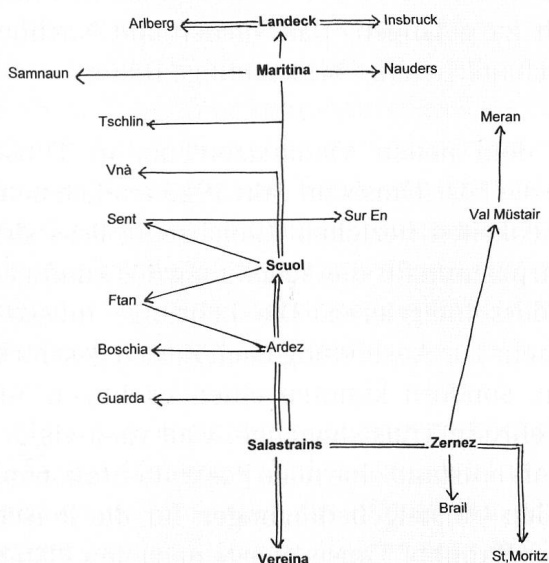 Arlberg Landeck Insbruck
Samnaun Maritina Nauders
Tschlin
Meran
Vnà
Sent Sur En Val Müstair
Scuol
Ftan
Boschia Ardez
Guarda
Salastrains Zernez
Brail
Vereina St,Moritz